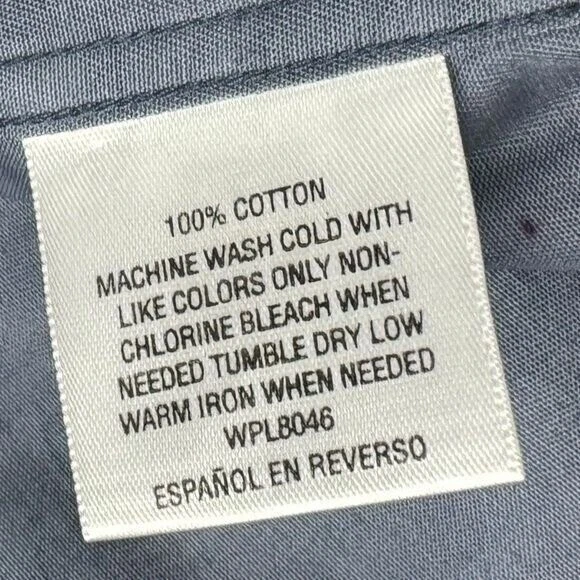 100% COTTON
MACHINE WASH COLD WITH
LIKE COLORS ONLY NON-
CHLORINE BLEACH WHEN
NEEDED TUMBLE DRY LOW
WARM IRON WHEN NEEDED
WPL8046
ESPAÑOL EN REVERSO